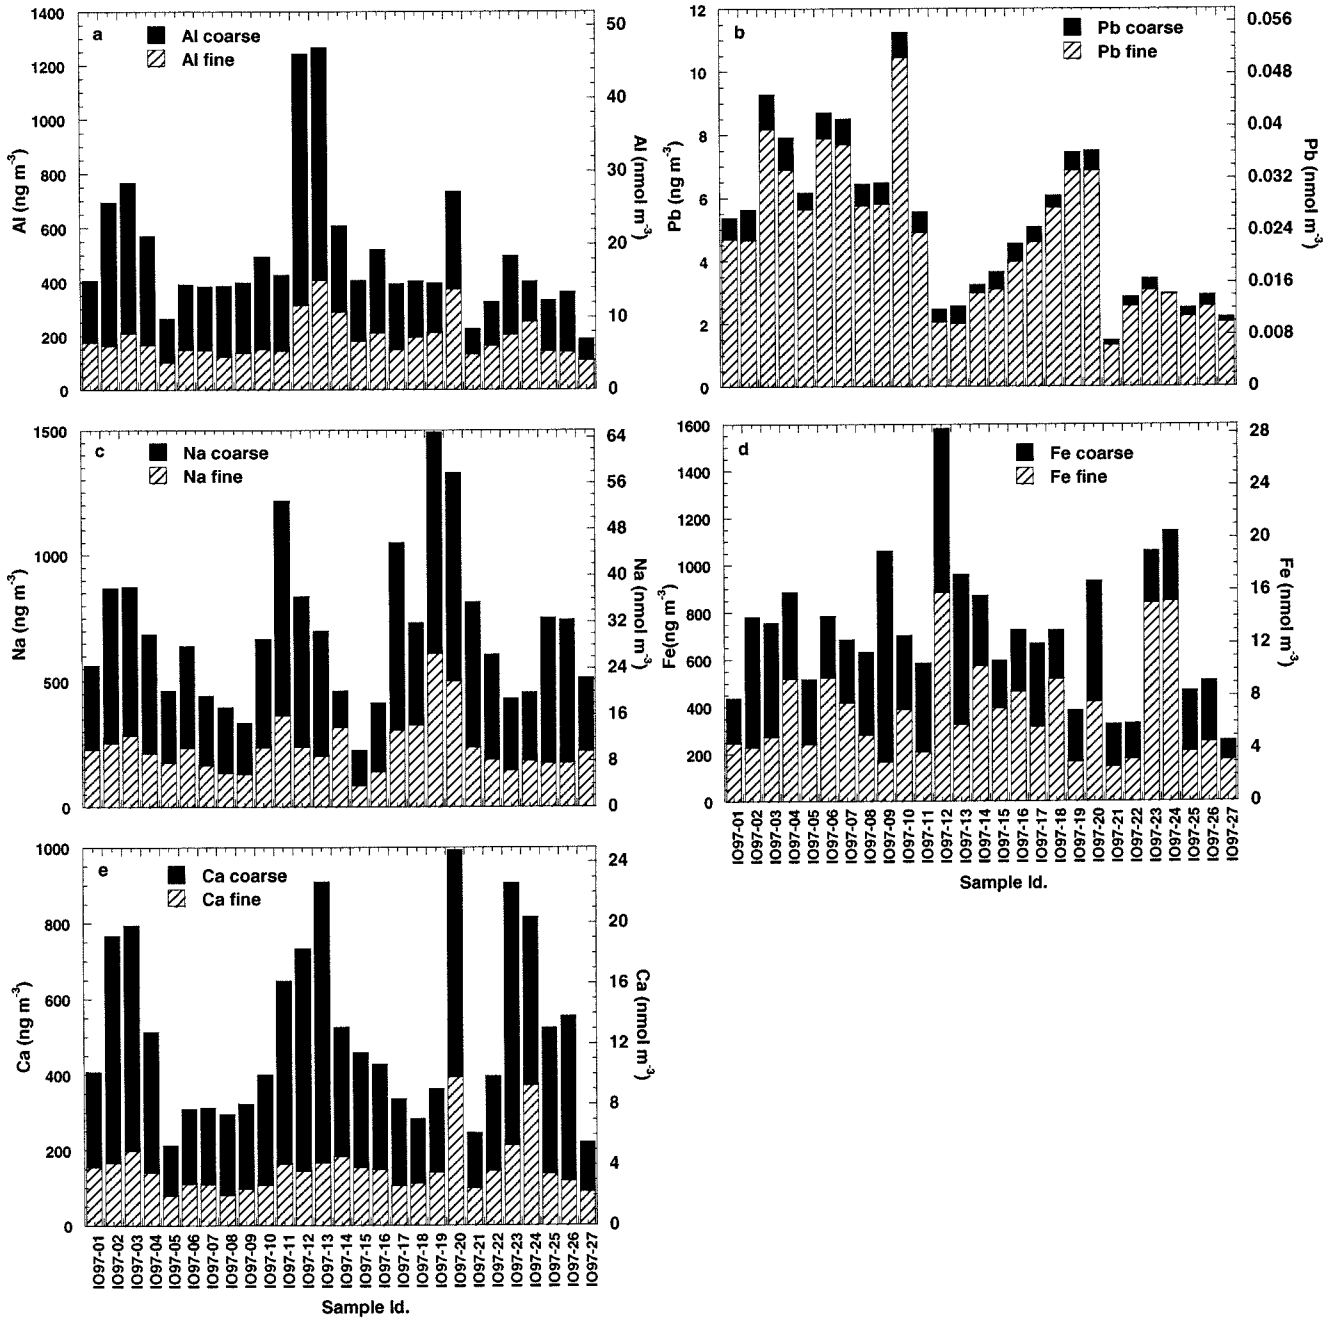 a
Al coarse
Al fine
1400
1200
1000
800
600
400
200
0
Al (ng m-3)
50
40
30
20
10
0
Al (nmol m-3)
b
Pb coarse
Pb fine
12
10
8
6
4
2
0
Pb (ng m-3)
0.056
0.048
0.04
0.032
0.024
0.016
0.008
0
Pb (nmol m-3)
c
Na coarse
Na fine
1500
1000
500
0
Na (ng m-3)
64
56
48
40
32
24
16
8
0
Na (nmol m-3)
d
Fe coarse
Fe fine
1600
1400
1200
1000
800
600
400
200
0
Fe(ng m-3)
28
24
20
16
12
8
4
0
Fe (nmol m-3)
IO97-01
IO97-02
IO97-03
IO97-04
IO97-05
IO97-06
IO97-07
IO97-08
IO97-09
IO97-10
IO97-11
IO97-12
IO97-13
IO97-14
IO97-15
IO97-16
IO97-17
IO97-18
IO97-19
IO97-20
IO97-21
IO97-22
IO97-23
IO97-24
IO97-25
IO97-26
IO97-27
Sample Id.
e
Ca coarse
Ca fine
1000
800
600
400
200
0
Ca (ng m-3)
24
20
16
12
8
4
0
Ca (nmol m-3)
IO97-01
IO97-02
IO97-03
IO97-04
IO97-05
IO97-06
IO97-07
IO97-08
IO97-09
IO97-10
IO97-11
IO97-12
IO97-13
IO97-14
IO97-15
IO97-16
IO97-17
IO97-18
IO97-19
IO97-20
IO97-21
IO97-22
IO97-23
IO97-24
IO97-25
IO97-26
IO97-27
Sample Id.